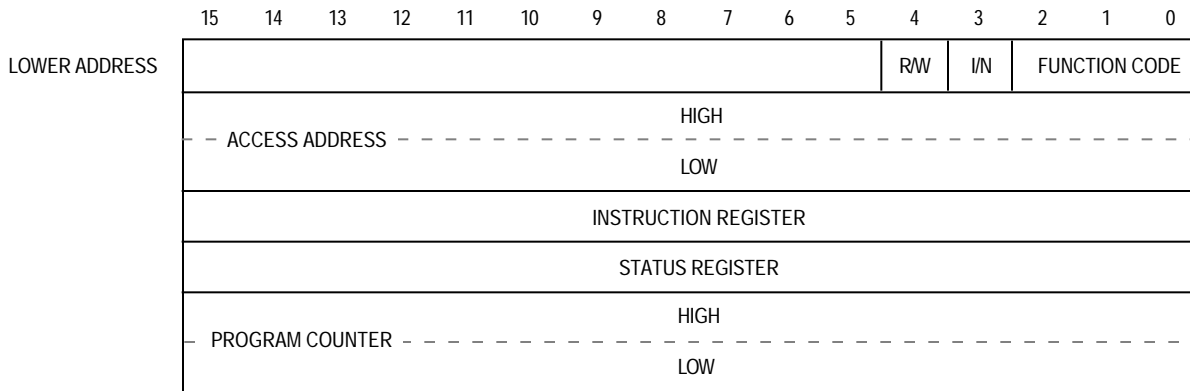 15 14 13 12 11 10 9 8 7 6 5 4 3 2 1 0
LOWER ADDRESS R/W I/N FUNCTION CODE
HIGH
ACCESS ADDRESS
LOW
INSTRUCTION REGISTER
STATUS REGISTER
HIGH
PROGRAM COUNTER
LOW